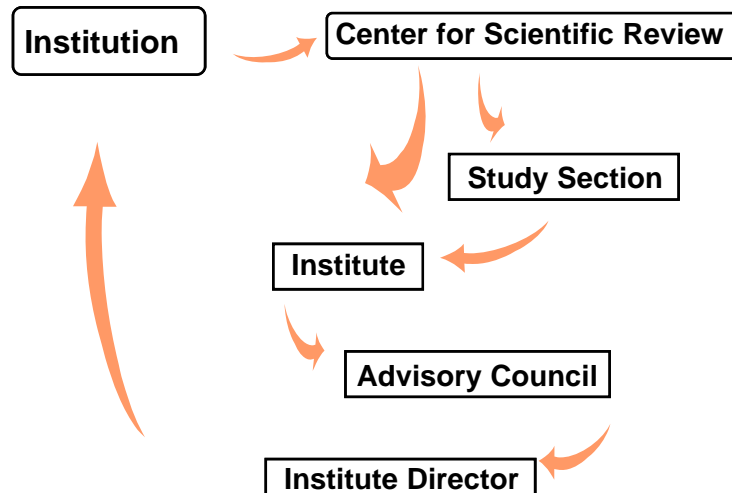 Institution
Center for Scientific Review
Study Section
Institute
Advisory Council
Institute Director